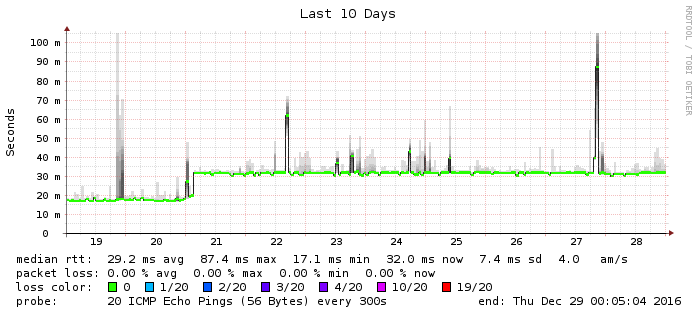 Last 10 Days
RRDTOOL / TOBI OETIKER
Seconds
100 m
90 m
80 m
70 m
60 m
50 m
40 m
30 m
20 m
10 m
0
19 20 21 22 23 24 25 26 27 28
median rtt: 29.2 ms avg 87.4 ms max 17.1 ms min 32.0 ms now 7.4 ms sd 4.0 am/s
packet loss: 0.00 % avg 0.00 % max 0.00 % min 0.00 % now
loss color: 0 1/20 2/20 3/20 4/20 10/20 19/20
probe: 20 ICMP Echo Pings (56 Bytes) every 300s end: Thu Dec 29 00:05:04 2016